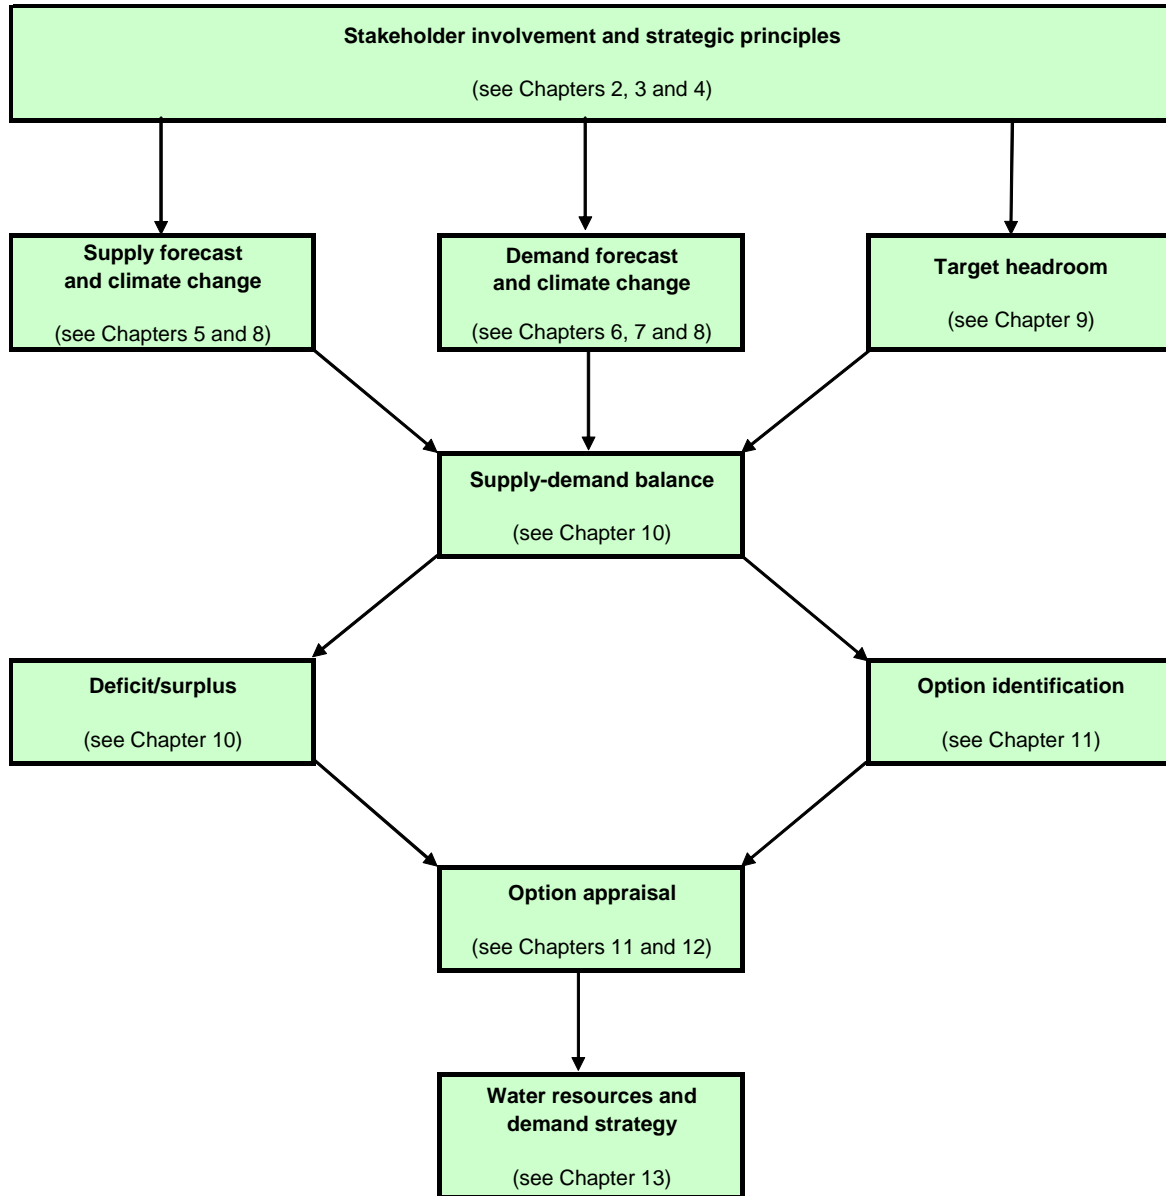 Stakeholder involvement and strategic principles
(see Chapters 2, 3 and 4)
Supply forecast
and climate change
(see Chapters 5 and 8)
Demand forecast
and climate change
(see Chapters 6, 7 and 8)
Target headroom
(see Chapter 9)
Supply-demand balance
(see Chapter 10)
Deficit/surplus
(see Chapter 10)
Option identification
(see Chapter 11)
Option appraisal
(see Chapters 11 and 12)
Water resources and
demand strategy
(see Chapter 13)